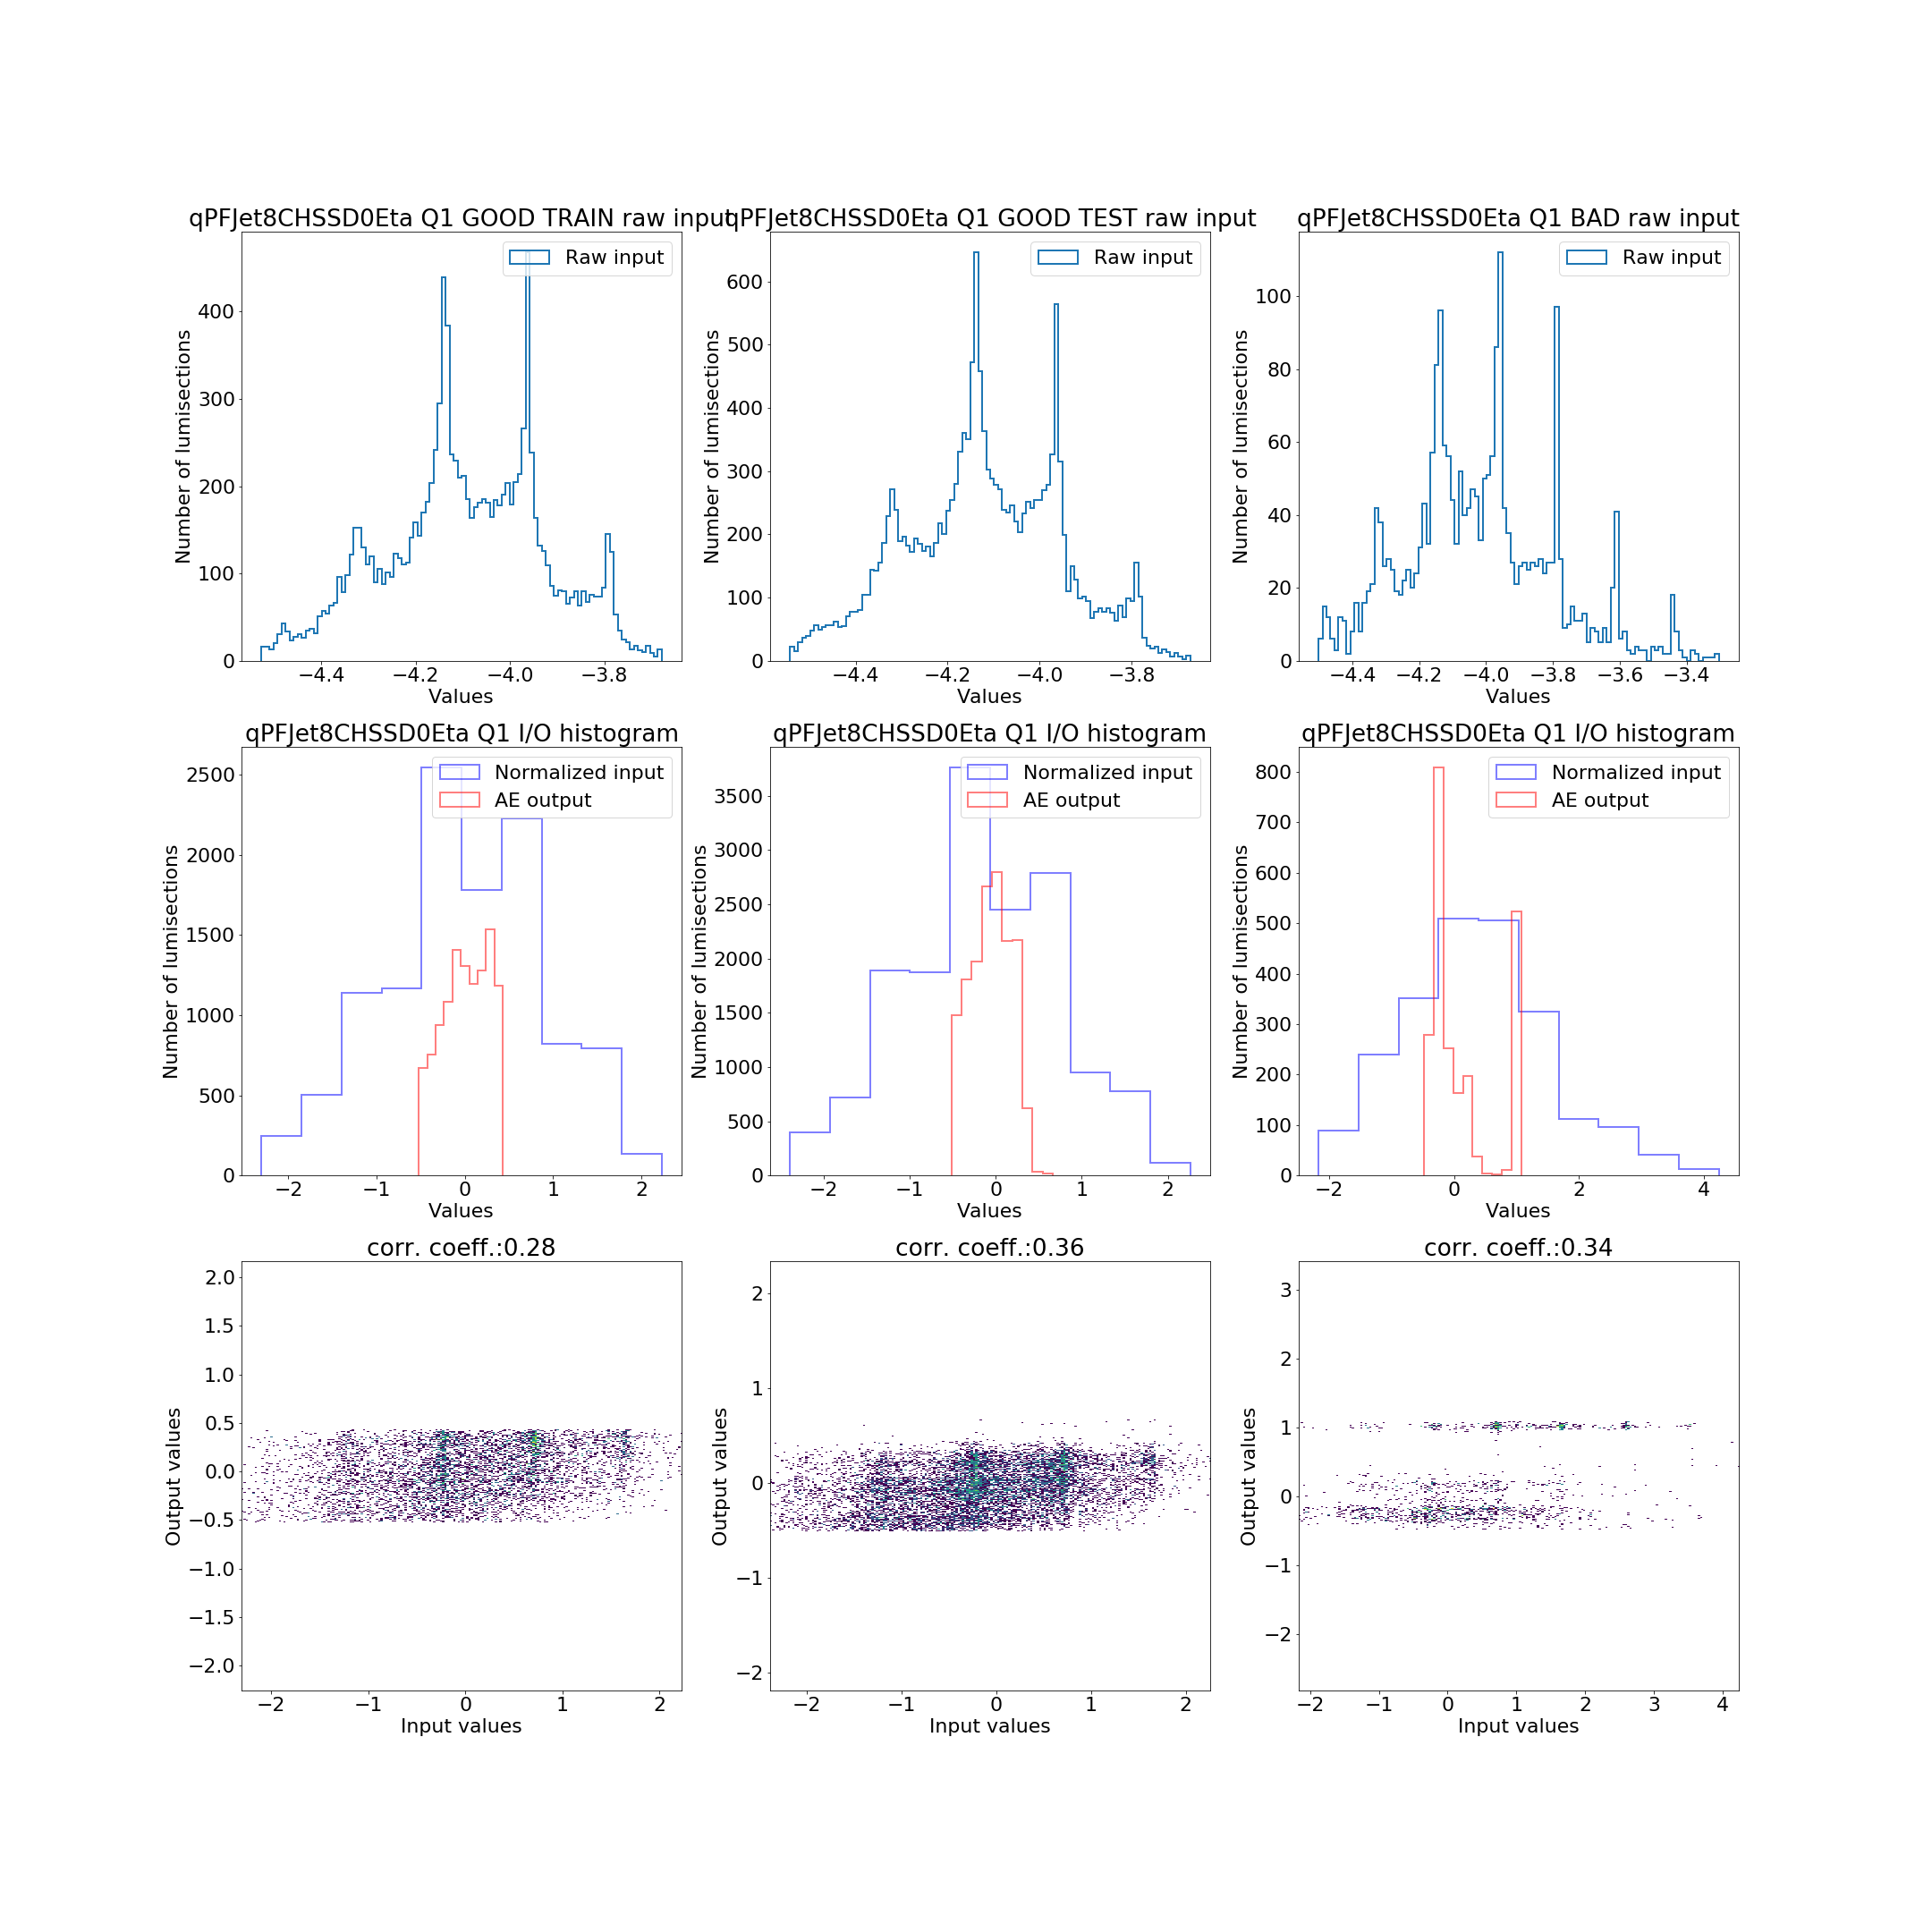 qPFJet8CHSSD0Eta Q1 GOOD TRAIN raw input
Raw input
Number of lumisections
400
300
200
100
0
−4.4 −4.2 −4.0 −3.8
Values
qPFJet8CHSSD0Eta Q1 GOOD TEST raw input
Raw input
Number of lumisections
600
500
400
300
200
100
0
−4.4 −4.2 −4.0 −3.8
Values
qPFJet8CHSSD0Eta Q1 BAD raw input
Raw input
Number of lumisections
100
80
60
40
20
0
−4.4 −4.2 −4.0 −3.8 −3.6 −3.4
Values
qPFJet8CHSSD0Eta Q1 I/O histogram
Normalized input
AE output
Number of lumisections
2500
2000
1500
1000
500
0
−2 −1 0 1 2
Values
qPFJet8CHSSD0Eta Q1 I/O histogram
Normalized input
AE output
Number of lumisections
3500
3000
2500
2000
1500
1000
500
0
−2 −1 0 1 2
Values
qPFJet8CHSSD0Eta Q1 I/O histogram
Normalized input
AE output
Number of lumisections
800
700
600
500
400
300
200
100
0
−2 0 2 4
Values
corr. coeff.:0.28
Output values
2.0
1.5
1.0
0.5
0.0
−0.5
−1.0
−1.5
−2.0
−2 −1 0 1 2
Input values
corr. coeff.:0.36
Output values
2
1
0
−1
−2
−2 −1 0 1 2
Input values
corr. coeff.:0.34
Output values
3
2
1
0
−1
−2
−2 −1 0 1 2 3 4
Input values